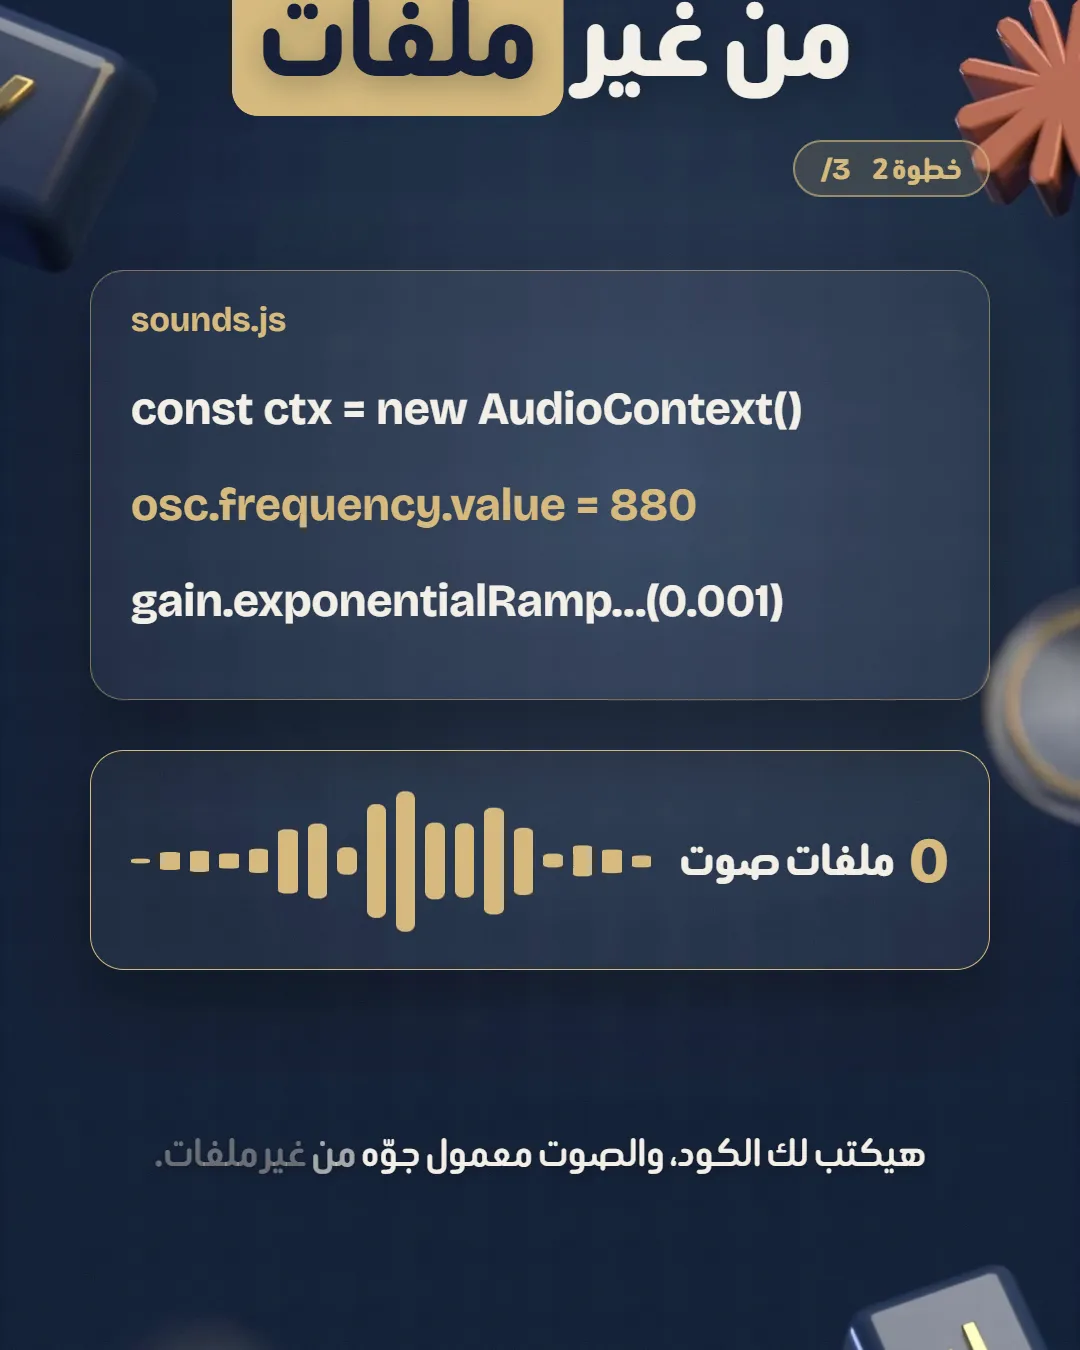 من غير ملفات
خطوة 2 /3
sounds.js
const ctx = new AudioContext()
osc.frequency.value = 880
gain.exponentialRamp...(0.001)
0 ملفات صوت
هيكتب لك الكود، والصوت معمول جوّه من غير ملفات.